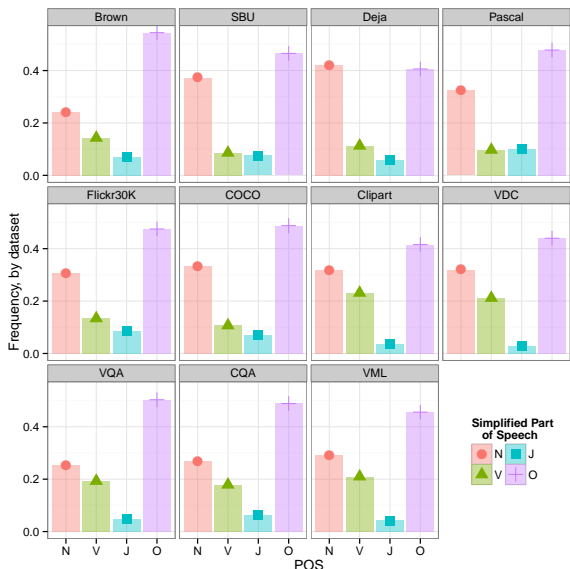 Brown SBU Deja Pascal
0.4
0.2
0.0
Flickr30K COCO Clipart VDC
0.4
0.2
0.0
VQA CQA VML
0.4
0.2
0.0
N V J O N V J O N V J O
POS
Frequency, by dataset
Simplified Part
of Speech
N J
V O